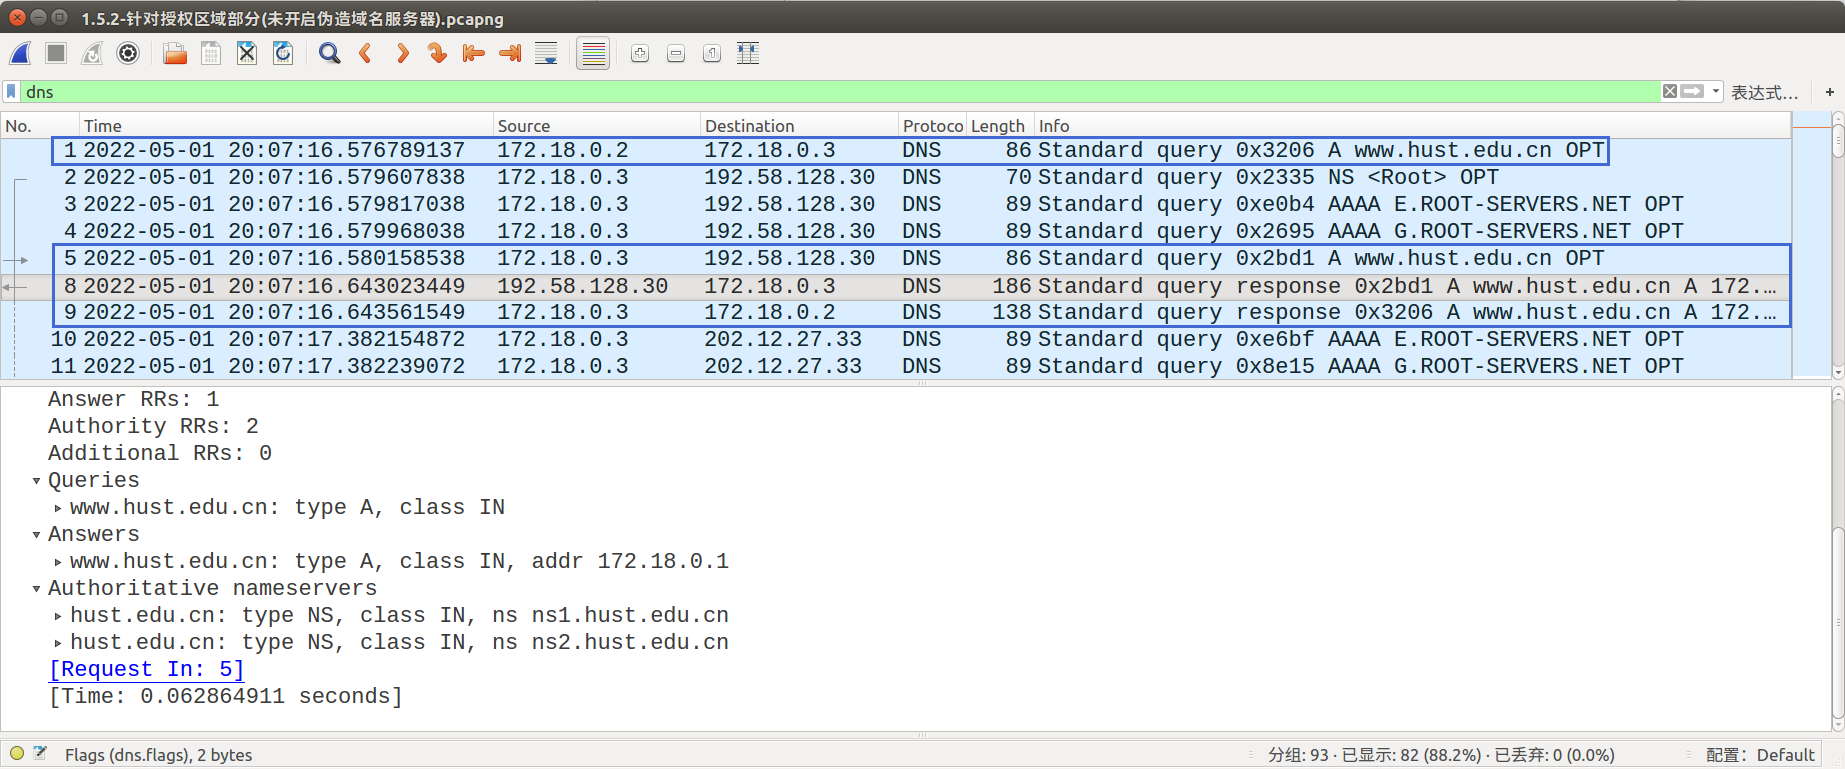 1.5.2-针对授权区域部分(未开启伪造域名服务器).pcapng
dns 表达式… +
No. Time Source Destination Protoco Length Info
1 2022-05-01 20:07:16.576789137 172.18.0.2 172.18.0.3 DNS 86 Standard query 0x3206 A www.hust.edu.cn OPT
2 2022-05-01 20:07:16.579607838 172.18.0.3 192.58.128.30 DNS 70 Standard query 0x2335 NS <Root> OPT
3 2022-05-01 20:07:16.579817038 172.18.0.3 192.58.128.30 DNS 89 Standard query 0xe0b4 AAAA E.ROOT-SERVERS.NET OPT
4 2022-05-01 20:07:16.579968038 172.18.0.3 192.58.128.30 DNS 89 Standard query 0x2695 AAAA G.ROOT-SERVERS.NET OPT
5 2022-05-01 20:07:16.580158538 172.18.0.3 192.58.128.30 DNS 86 Standard query 0x2bd1 A www.hust.edu.cn OPT
8 2022-05-01 20:07:16.643023449 192.58.128.30 172.18.0.3 DNS 186 Standard query response 0x2bd1 A www.hust.edu.cn A 172.…
9 2022-05-01 20:07:16.643561549 172.18.0.3 172.18.0.2 DNS 138 Standard query response 0x3206 A www.hust.edu.cn A 172.…
10 2022-05-01 20:07:17.382154872 172.18.0.3 202.12.27.33 DNS 89 Standard query 0xe6bf AAAA E.ROOT-SERVERS.NET OPT
11 2022-05-01 20:07:17.382239072 172.18.0.3 202.12.27.33 DNS 89 Standard query 0x8e15 AAAA G.ROOT-SERVERS.NET OPT
Answer RRs: 1
Authority RRs: 2
Additional RRs: 0
Queries
www.hust.edu.cn: type A, class IN
Answers
www.hust.edu.cn: type A, class IN, addr 172.18.0.1
Authoritative nameservers
hust.edu.cn: type NS, class IN, ns ns1.hust.edu.cn
hust.edu.cn: type NS, class IN, ns ns2.hust.edu.cn
[Request In: 5]
[Time: 0.062864911 seconds]
Flags (dns.flags), 2 bytes 分组: 93 · 已显示: 82 (88.2%) · 已丢弃: 0 (0.0%) 配置： Default